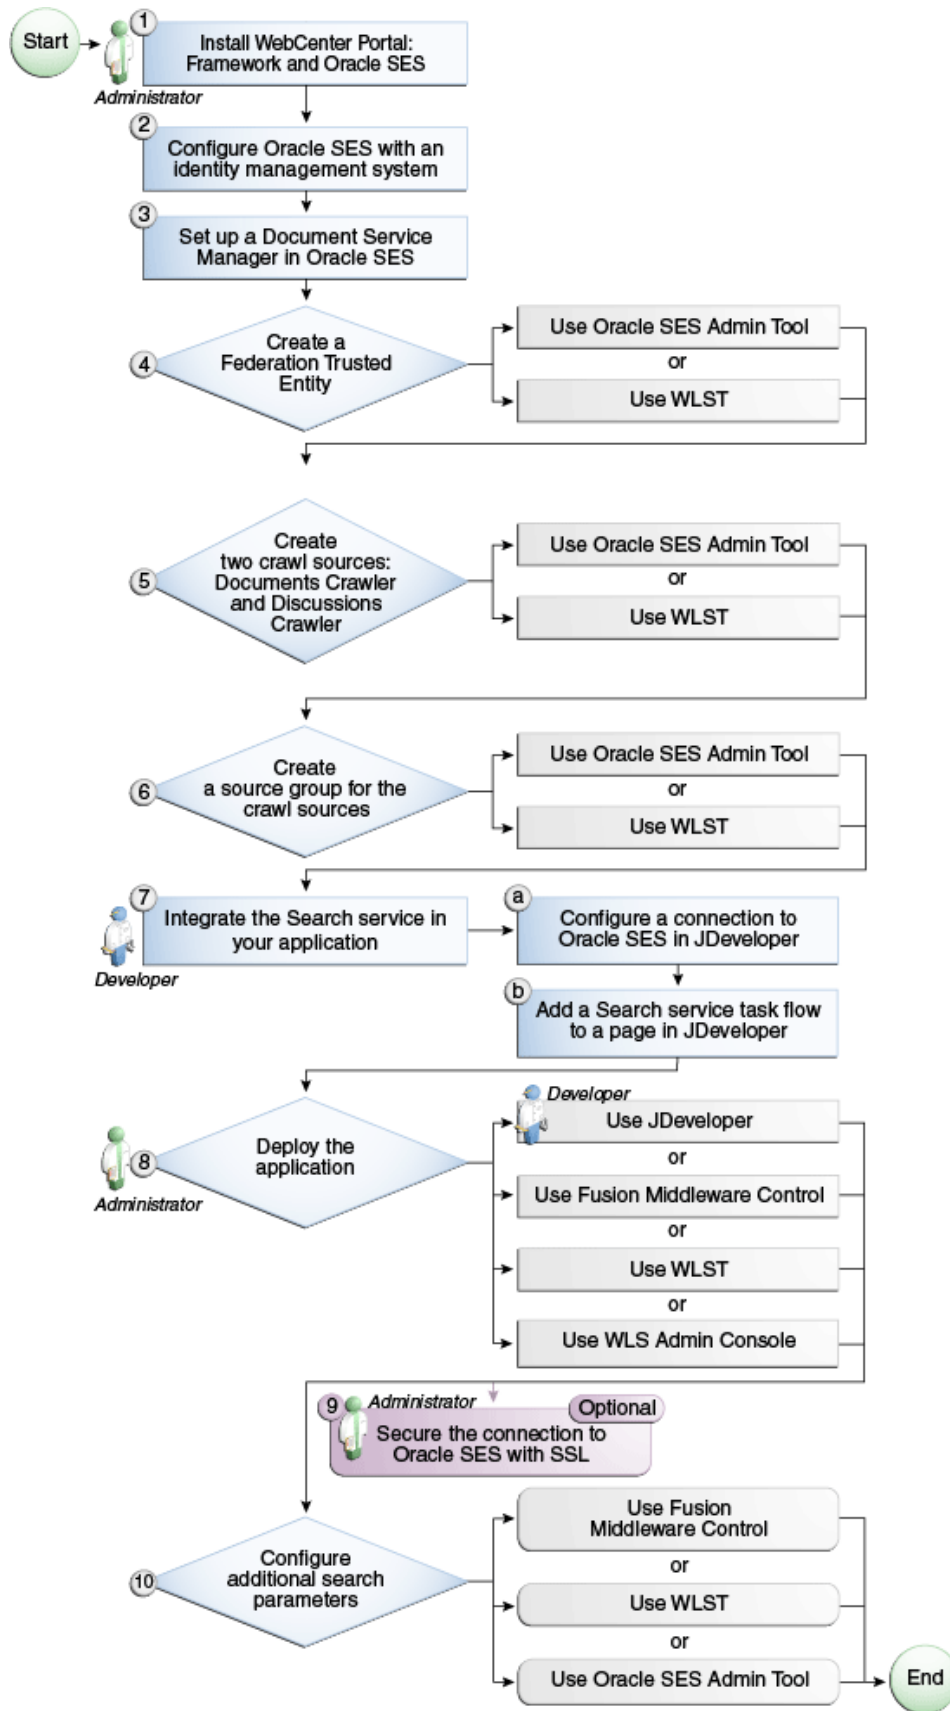 Start
1
Install WebCenter Portal:
Framework and Oracle SES
Administrator
2
Configure Oracle SES with an
identity management system
3
Set up a Document Service
Manager in Oracle SES
4
Create a
Federation Trusted
Entity
Use Oracle SES Admin Tool
or
Use WLST
5
Create
two crawl sources:
Documents Crawler
and Discussions
Crawler
Use Oracle SES Admin Tool
or
Use WLST
6
Create
a source group for the
crawl sources
Use Oracle SES Admin Tool
or
Use WLST
7
Integrate the Search service in
your application
Developer
a
Configure a connection to
Oracle SES in JDeveloper
b
Add a Search service task flow
to a page in JDeveloper
8
Deploy the
application
Administrator
Developer
Use JDeveloper
or
Use Fusion Middleware Control
or
Use WLST
or
Use WLS Admin Console
9
Administrator
Optional
Secure the connection to
Oracle SES with SSL
10
Configure
additional search
parameters
Use Fusion
Middleware Control
or
Use WLST
or
Use Oracle SES Admin Tool
End